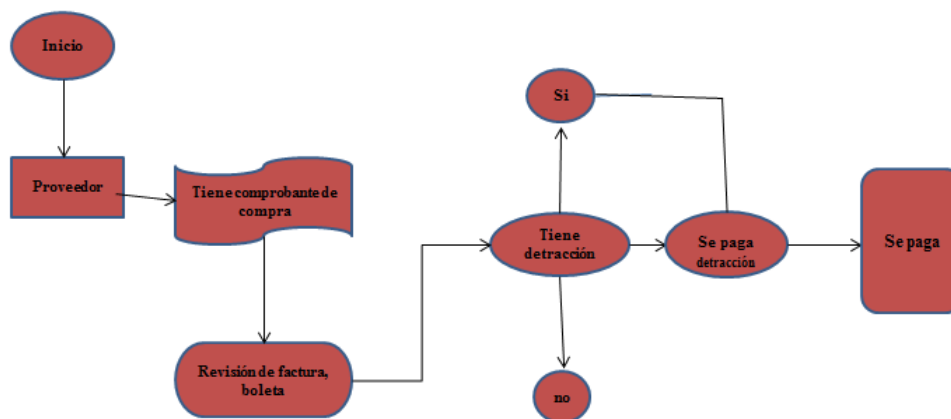 Inicio
Proveedor
Tiene comprobante de
compra
Revisión de factura,
boleta
Tiene
detracción
Si
no
Se paga
detracción
Se paga